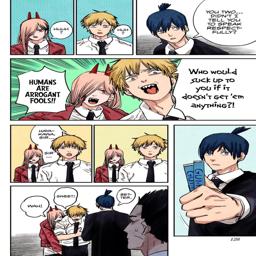 YOU TWO...
DIDN'T I
TELL YOU
TO SPEAK
RESPECT-
FULLY?
HUMANS
ARE
ARROGANT
FOOLS!!
WHO WOULD
SUCK UP TO
YOU IF IT
DOESN'T GET 'EM
ANYTHING?!
WAH!
SWEET!
BET-
TER.
GUM
128